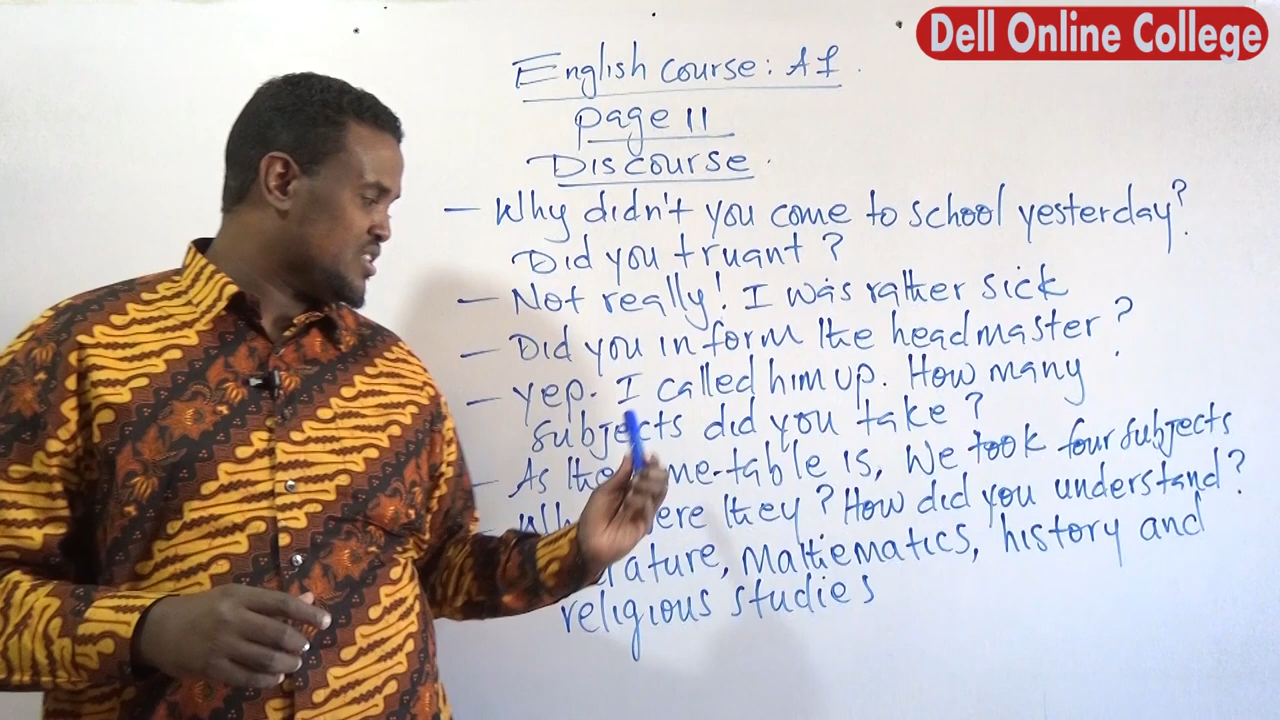 Dell Online College
English course: A1.
page 11
Discourse.
- Why didn't you come to school yesterday?
Did you truant?
- Not really! I was rather sick
- Did you inform the headmaster?
- Yep. I called him up. How many
subjects did you take?
- As the me-table is, We took four subjects
- ere they? How did you understand?
rature, Mathematics, history and
religious studies